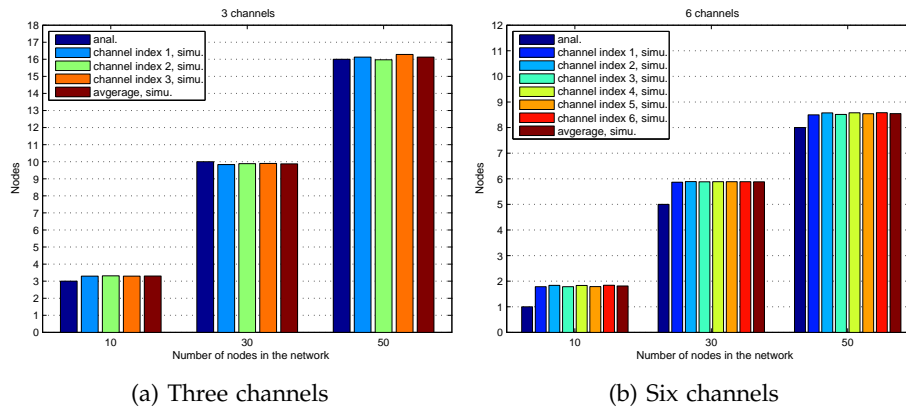 3 channels
18
17
16
15
14
13
12
11
10
9
8
7
6
5
4
3
2
1
0
Nodes
anal.
channel index 1, simu.
channel index 2, simu.
channel index 3, simu.
avgerage, simu.
10 30 50
Number of nodes in the network
(a) Three channels
6 channels
12
11
10
9
8
7
6
5
4
3
2
1
0
Nodes
anal.
channel index 1, simu.
channel index 2, simu.
channel index 3, simu.
channel index 4, simu.
channel index 5, simu.
channel index 6, simu.
avgerage, simu.
10 30 50
Number of nodes in the network
(b) Six channels